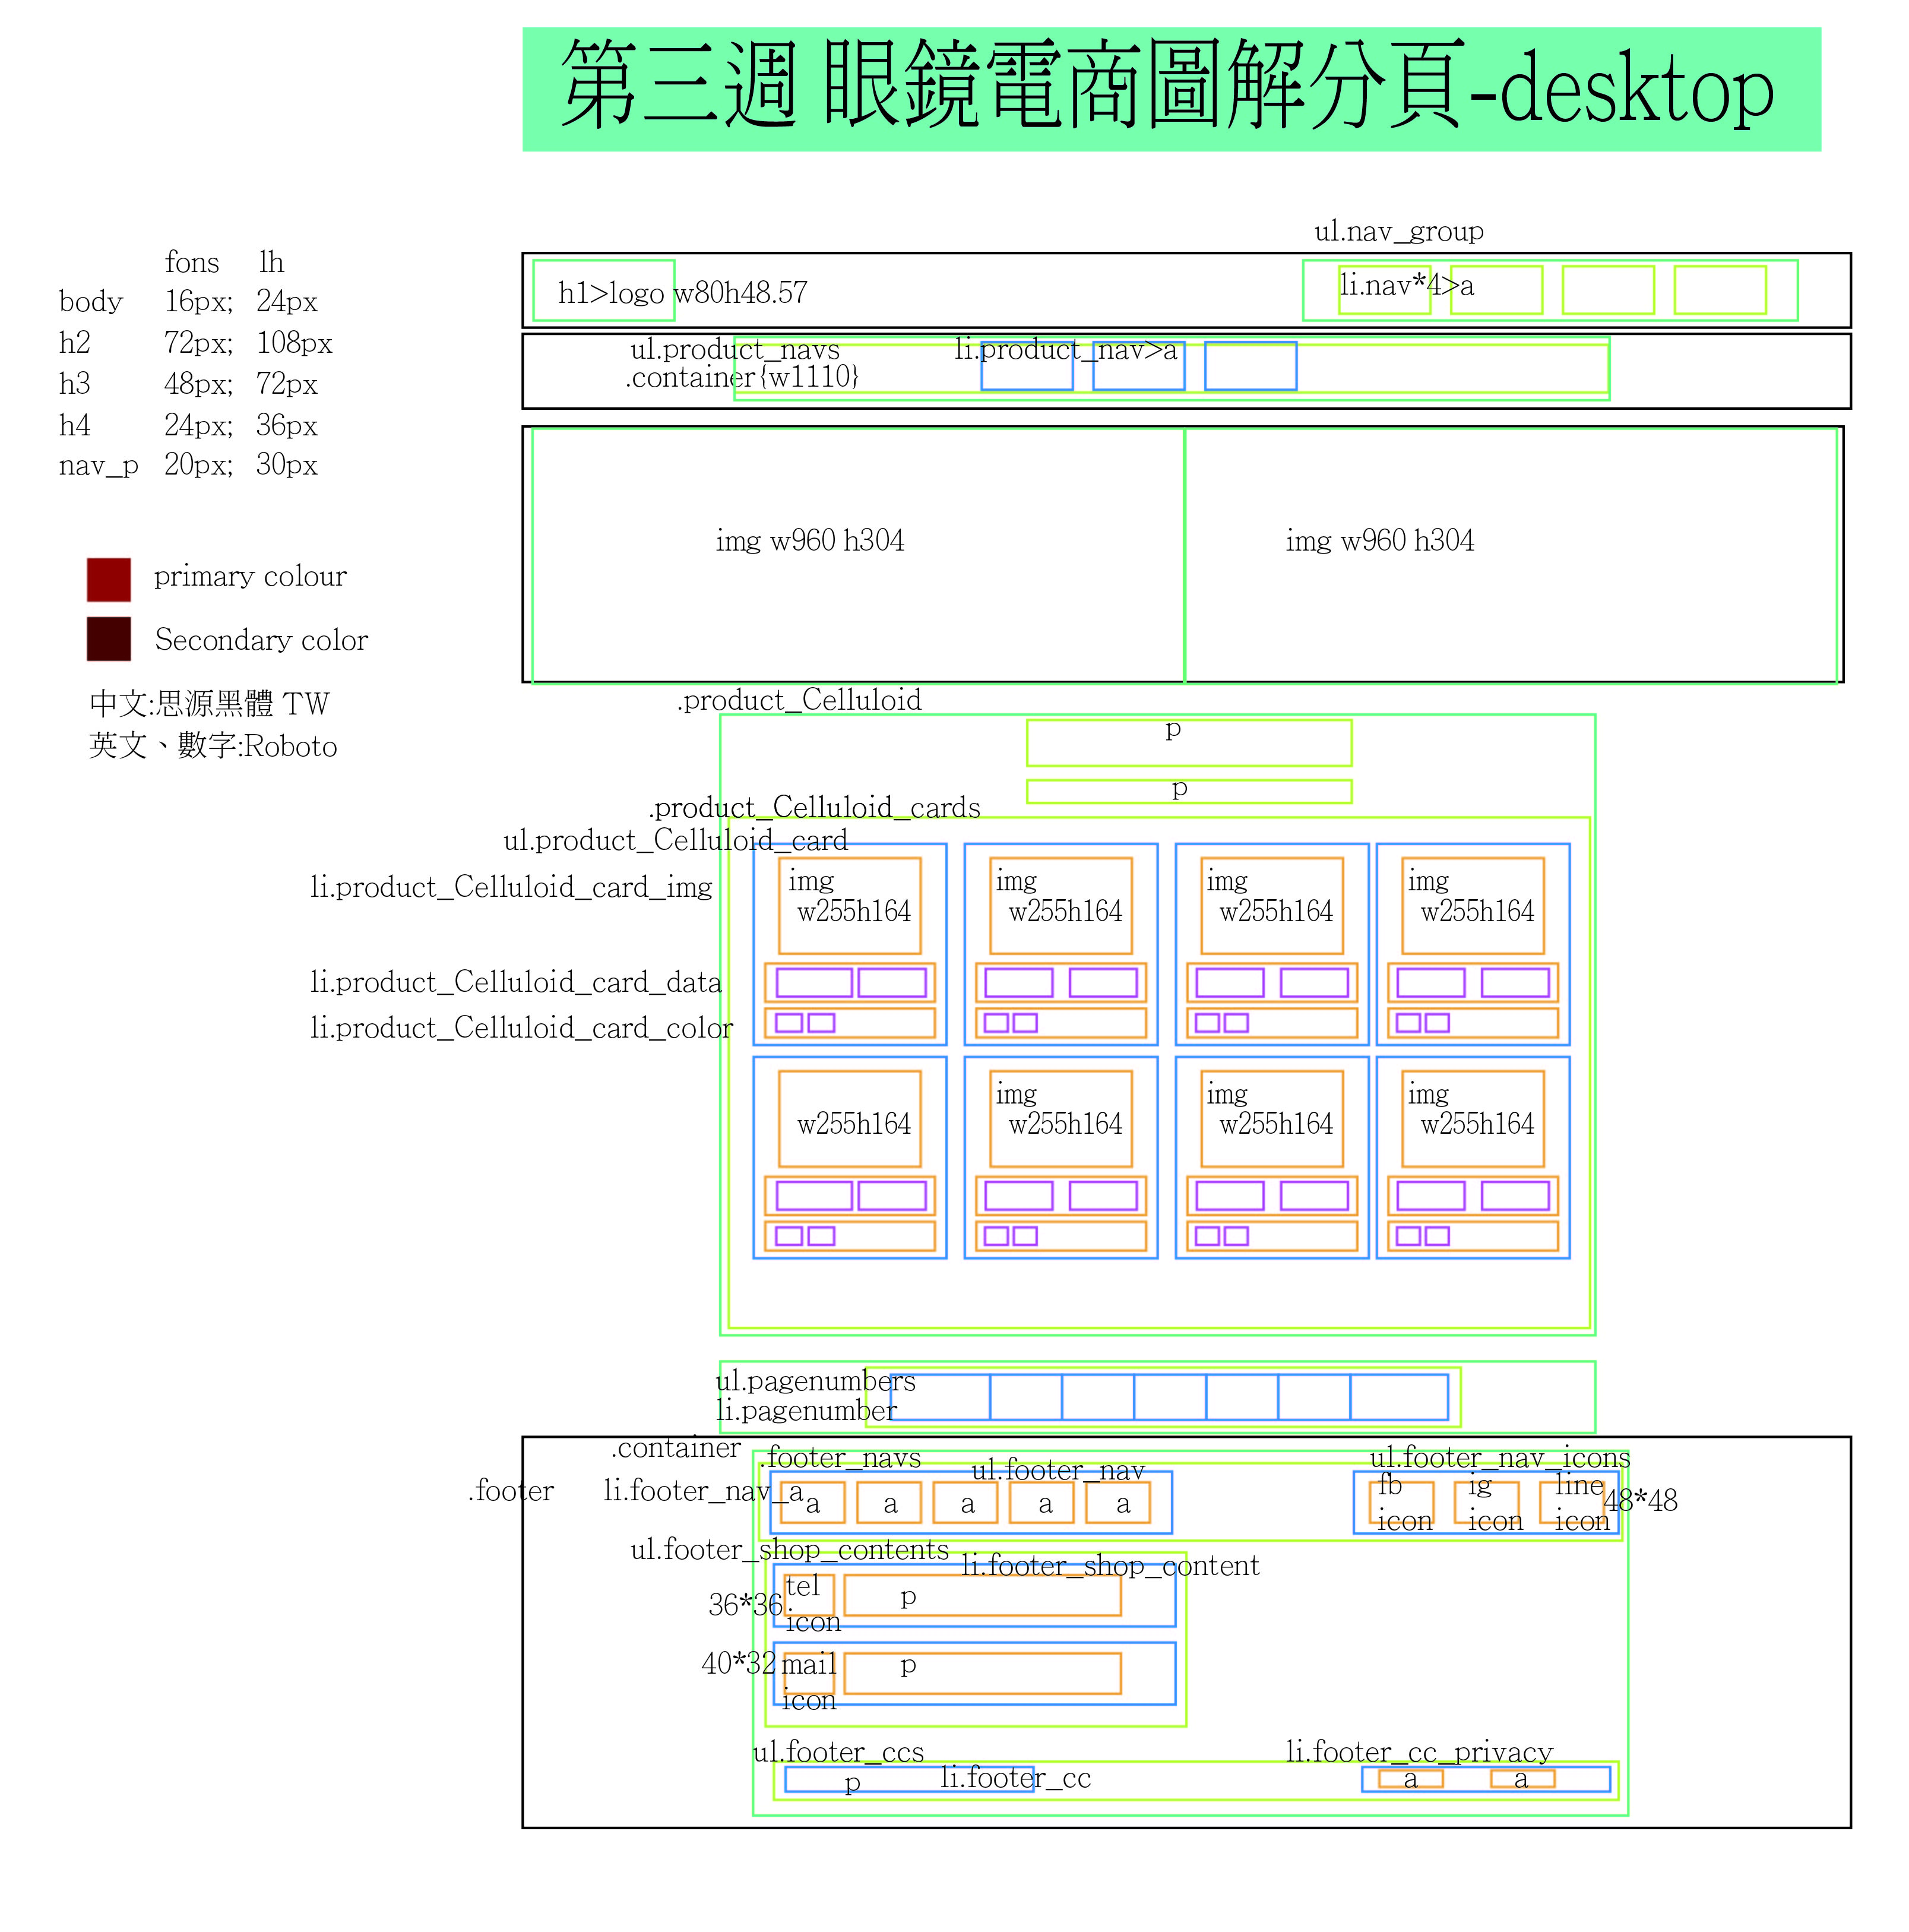 第三週 眼鏡電商圖解分頁-desktop
fons lh
body 16px; 24px
h2 72px; 108px
h3 48px; 72px
h4 24px; 36px
nav_p 20px; 30px
primary colour
Secondary color
中文:思源黑體 TW
英文、數字:Roboto
ul.nav_group
h1>logo w80h48.57
li.nav*4>a
ul.product_navs
li.product_nav>a
.container{w1110}
img w960 h304
img w960 h304
.product_Celluloid
p
p
.product_Celluloid_cards
ul.product_Celluloid_card
li.product_Celluloid_card_img
img
w255h164
img
w255h164
img
w255h164
img
w255h164
li.product_Celluloid_card_data
li.product_Celluloid_card_color
w255h164
img
w255h164
img
w255h164
img
w255h164
ul.pagenumbers
li.pagenumber
.container
.footer_navs
ul.footer_nav
ul.footer_nav_icons
.footer
li.footer_nav_a
a
a
a
a
a
fb
icon
ig
icon
line
icon
48*48
ul.footer_shop_contents
li.footer_shop_content
36*36
tel
icon
p
40*32
mail
icon
p
ul.footer_ccs
li.footer_cc_privacy
p
li.footer_cc
a
a